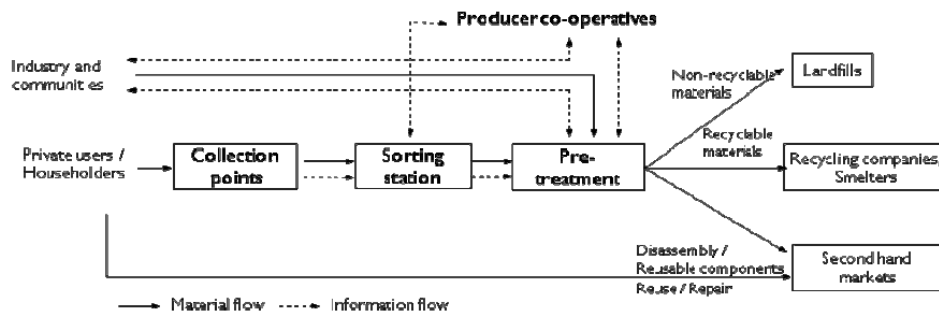 Producer co-operatives
Industry and
communities
Landfills
Non-recyclable
materials
Private users /
Householders
Collection
points
Sorting
station
Pre-
treatment
Recyclable
materials
Recycling companies,
Smelters
Disassembly /
Reusable components
Reuse / Repair
Second hand
markets
Material flow
Information flow